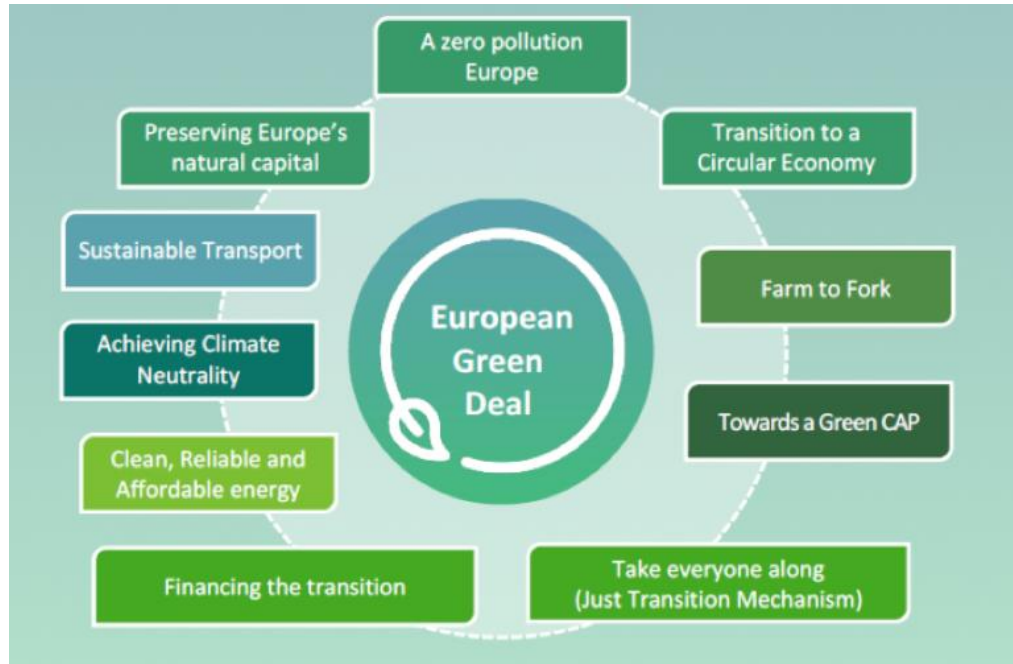 A zero pollution
Europe
Preserving Europe's
natural capital
Transition to a
Circular Economy
Sustainable Transport
Farm to Fork
European
Green
Deal
Achieving Climate
Neutrality
Towards a Green CAP
Clean, Reliable and
Affordable energy
Financing the transition
Take everyone along
(Just Transition Mechanism)